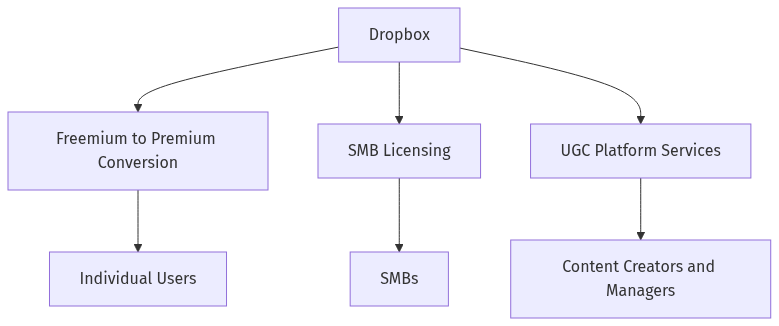 Dropbox
Freemium to Premium
Conversion
SMB Licensing
UGC Platform Services
Individual Users
SMBs
Content Creators and
Managers